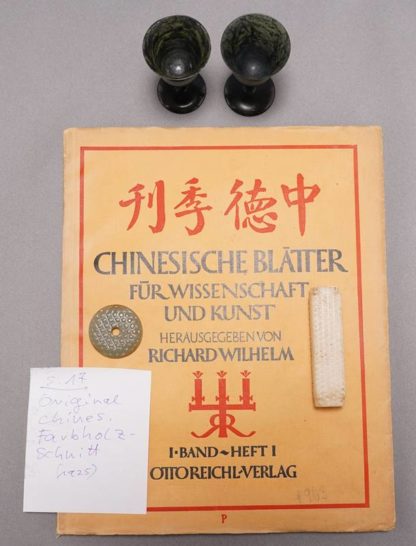 刊季德中
CHINESISCHE BLÄTTER
FÜR WISSENSCHAFT
UND KUNST
HERAUSGEGEBEN VON
RICHARD WILHELM
I·BAND~HEFT I
OTTO REICHL-VERLAG
P
S. 17
Original
chines.
Farbholz-
Schnitt
(1925)